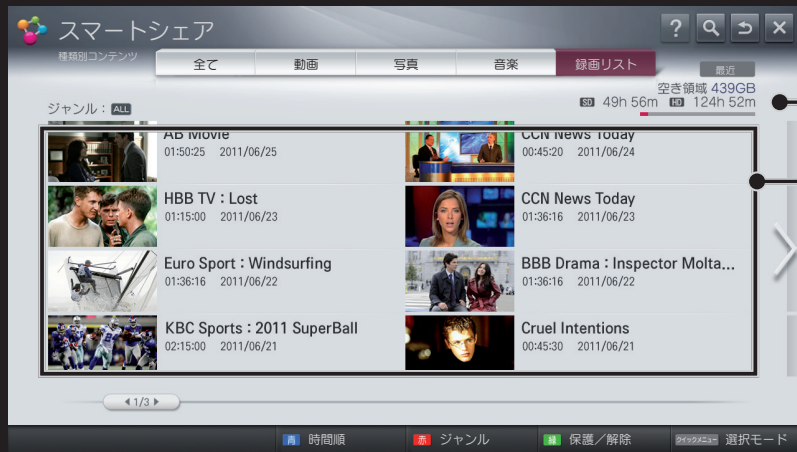 スマートシェア
種類別コンテンツ
全て 動画 写真 音楽 録画リスト
最近
空き領域 439GB
ジャンル： ALL
SD 49h 56m HD 124h 52m
AB Movie
01:50:25 2011/06/25
CCN News Today
00:45:20 2011/06/24
HBB TV : Lost
01:15:00 2011/06/23
CCN News Today
01:36:16 2011/06/23
Euro Sport : Windsurfing
01:36:16 2011/06/22
BBB Drama : Inspector Molta...
01:36:16 2011/06/22
KBC Sports : 2011 SuperBall
02:15:00 2011/06/21
Cruel Intentions
00:45:30 2011/06/21
1/3
青 時間順 赤 ジャンル 緑 保護／解除 クイックメニュー 選択モード